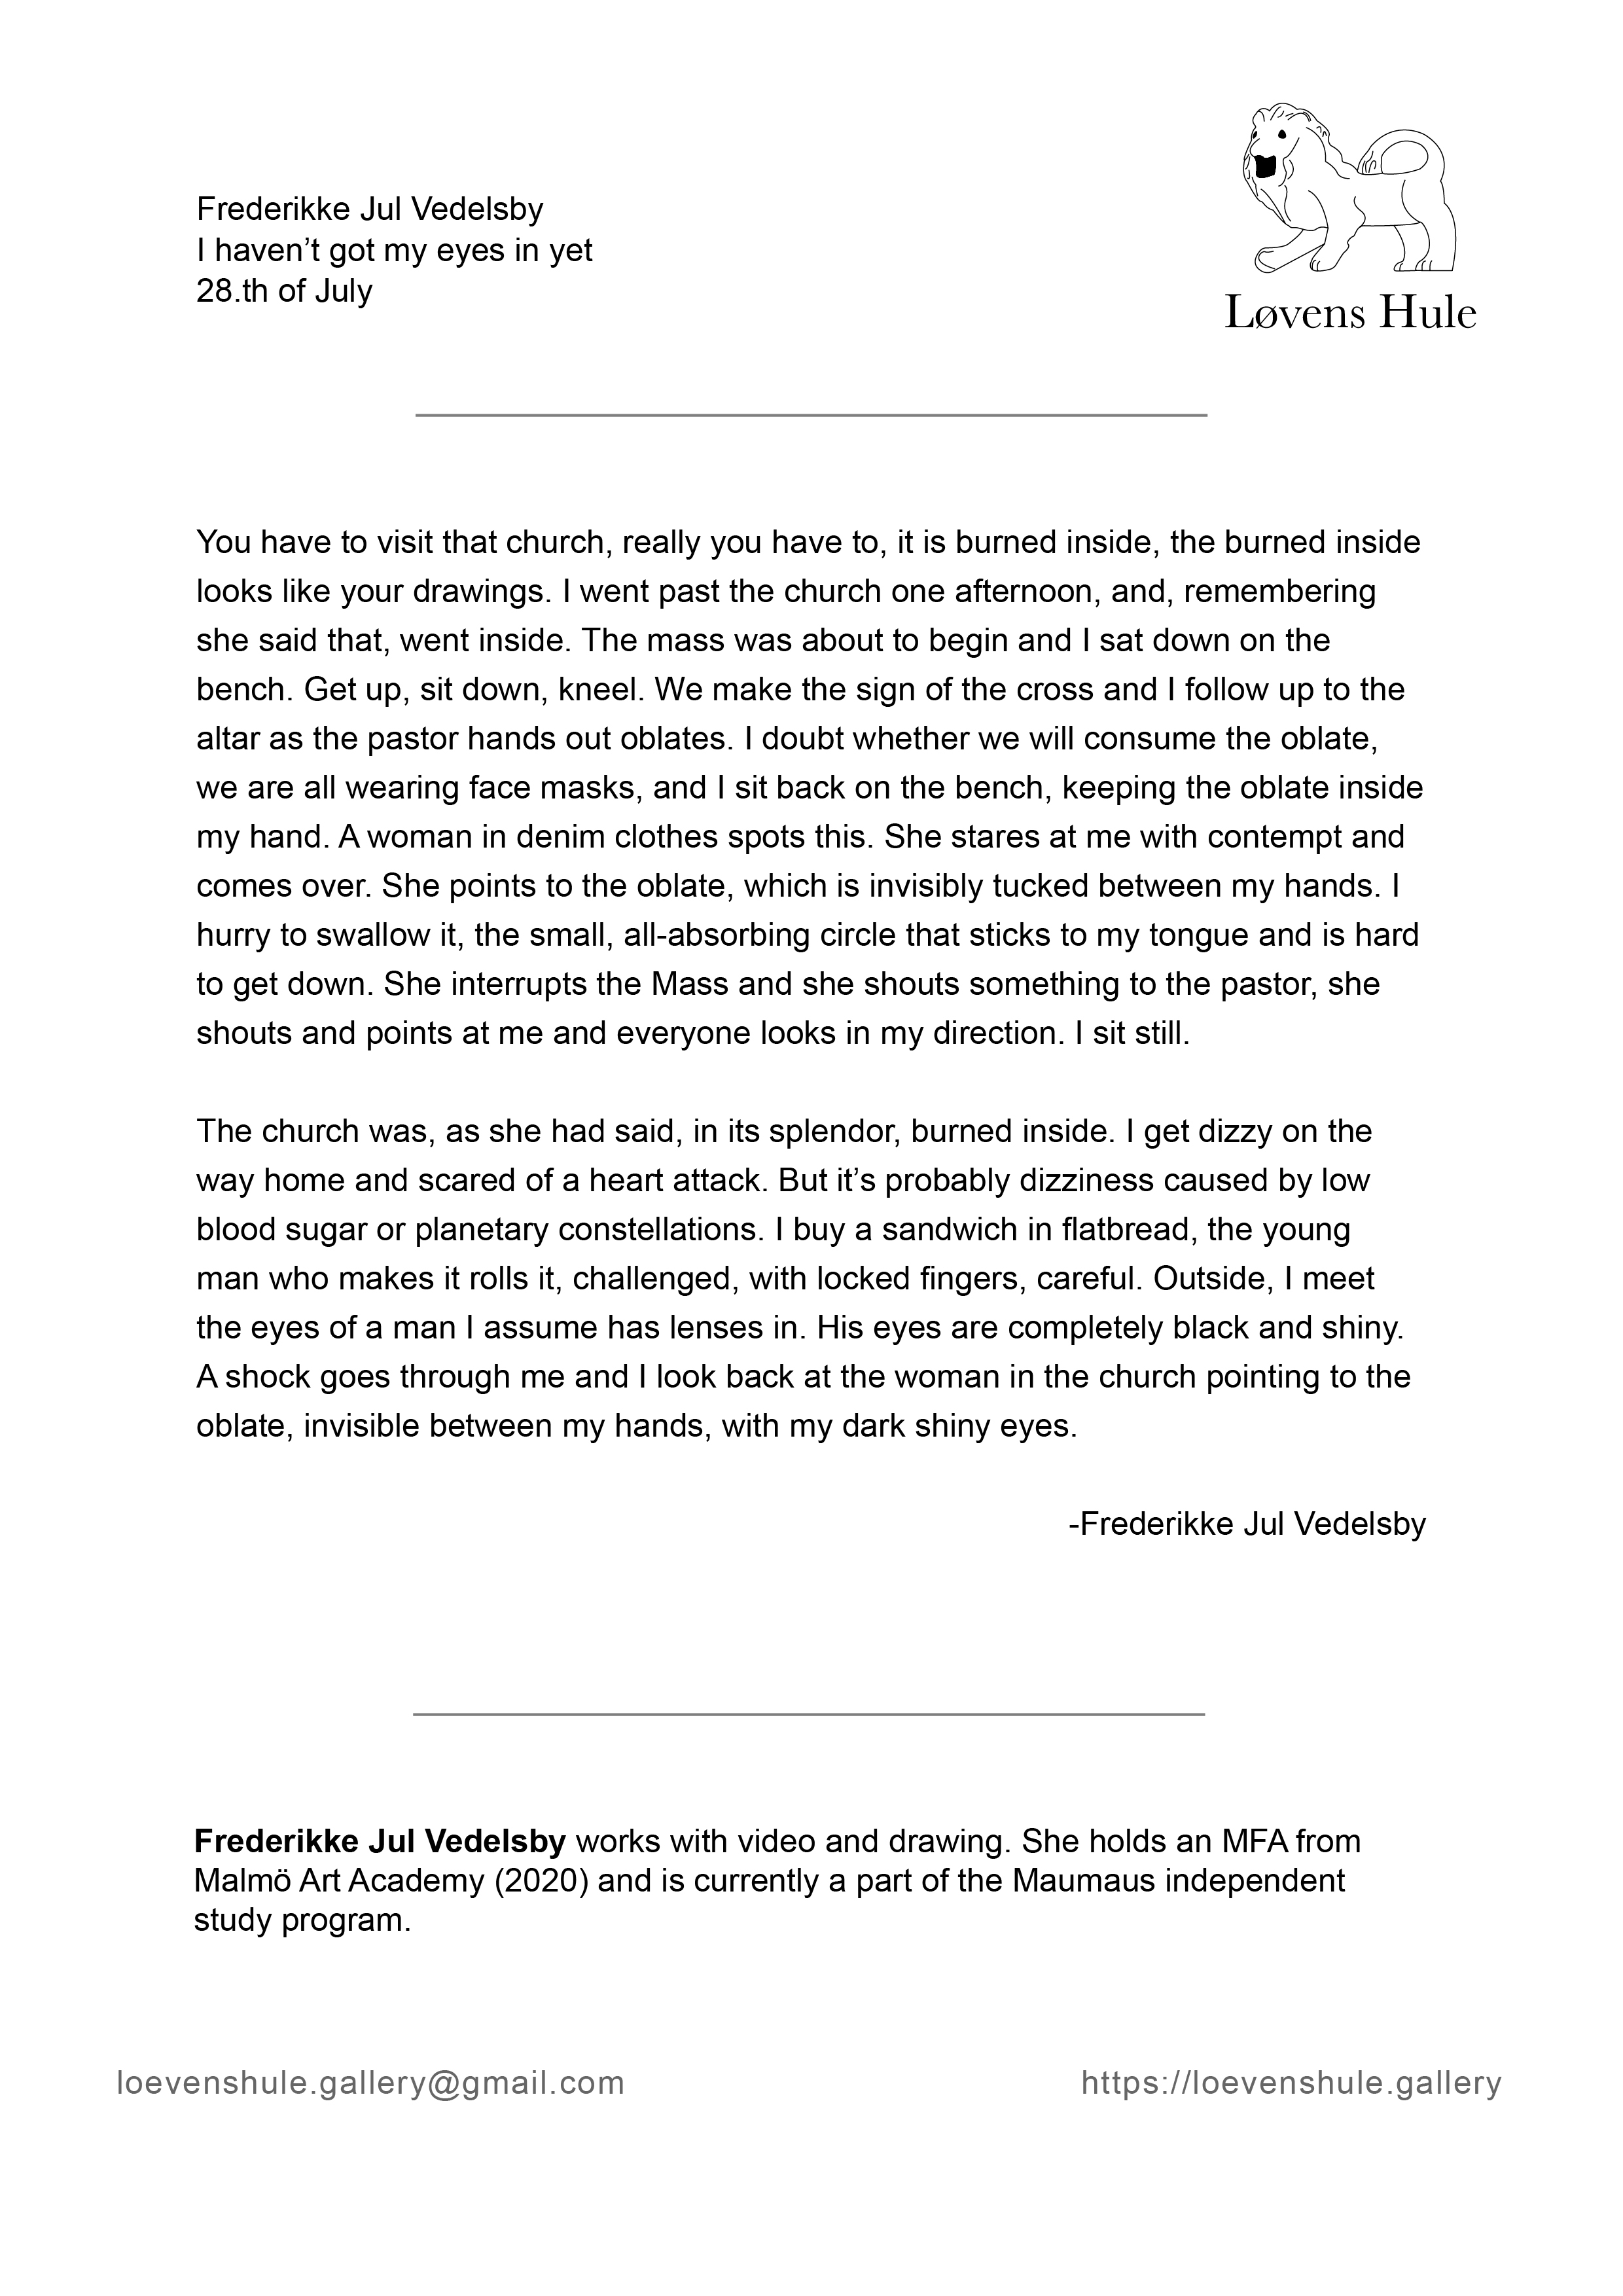 Frederikke Jul Vedelsby
I haven’t got my eyes in yet
28.th of July
Løvens Hule
You have to visit that church, really you have to, it is burned inside, the burned inside
looks like your drawings. I went past the church one afternoon, and, remembering
she said that, went inside. The mass was about to begin and I sat down on the
bench. Get up, sit down, kneel. We make the sign of the cross and I follow up to the
altar as the pastor hands out oblates. I doubt whether we will consume the oblate,
we are all wearing face masks, and I sit back on the bench, keeping the oblate inside
my hand. A woman in denim clothes spots this. She stares at me with contempt and
comes over. She points to the oblate, which is invisibly tucked between my hands. I
hurry to swallow it, the small, all-absorbing circle that sticks to my tongue and is hard
to get down. She interrupts the Mass and she shouts something to the pastor, she
shouts and points at me and everyone looks in my direction. I sit still.
The church was, as she had said, in its splendor, burned inside. I get dizzy on the
way home and scared of a heart attack. But it’s probably dizziness caused by low
blood sugar or planetary constellations. I buy a sandwich in flatbread, the young
man who makes it rolls it, challenged, with locked fingers, careful. Outside, I meet
the eyes of a man I assume has lenses in. His eyes are completely black and shiny.
A shock goes through me and I look back at the woman in the church pointing to the
oblate, invisible between my hands, with my dark shiny eyes.
-Frederikke Jul Vedelsby
Frederikke Jul Vedelsby works with video and drawing. She holds an MFA from
Malmö Art Academy (2020) and is currently a part of the Maumaus independent
study program.
loevenshule.gallery@gmail.com
https://loevenshule.gallery